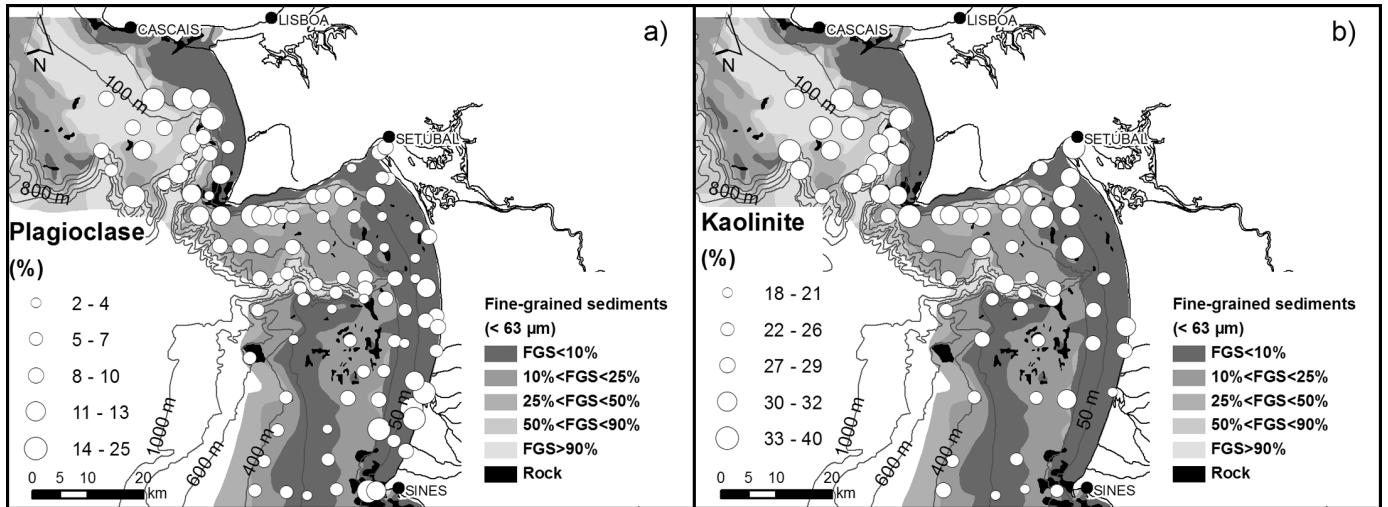 a)
CASCAIS
LISBOA
N
100 m
SETÚBAL
800 m
Plagioclase
(%)
2 - 4
5 - 7
8 - 10
11 - 13
14 - 25
0 10 20
km
1000 m
600 m
400 m
50 m
SINES
Fine-grained sediments
(< 63 µm)
FGS<10%
10%<FGS<25%
25%<FGS<50%
50%<FGS<90%
FGS>90%
Rock
b)
CASCAIS
LISBOA
N
100 m
SETÚBAL
800 m
Kaolinite
(%)
18 - 21
22 - 26
27 - 29
30 - 32
33 - 40
0 10 20
km
1000 m
600 m
400 m
50 m
SINES
Fine-grained sediments
(< 63 µm)
FGS<10%
10%<FGS<25%
25%<FGS<50%
50%<FGS<90%
FGS>90%
Rock